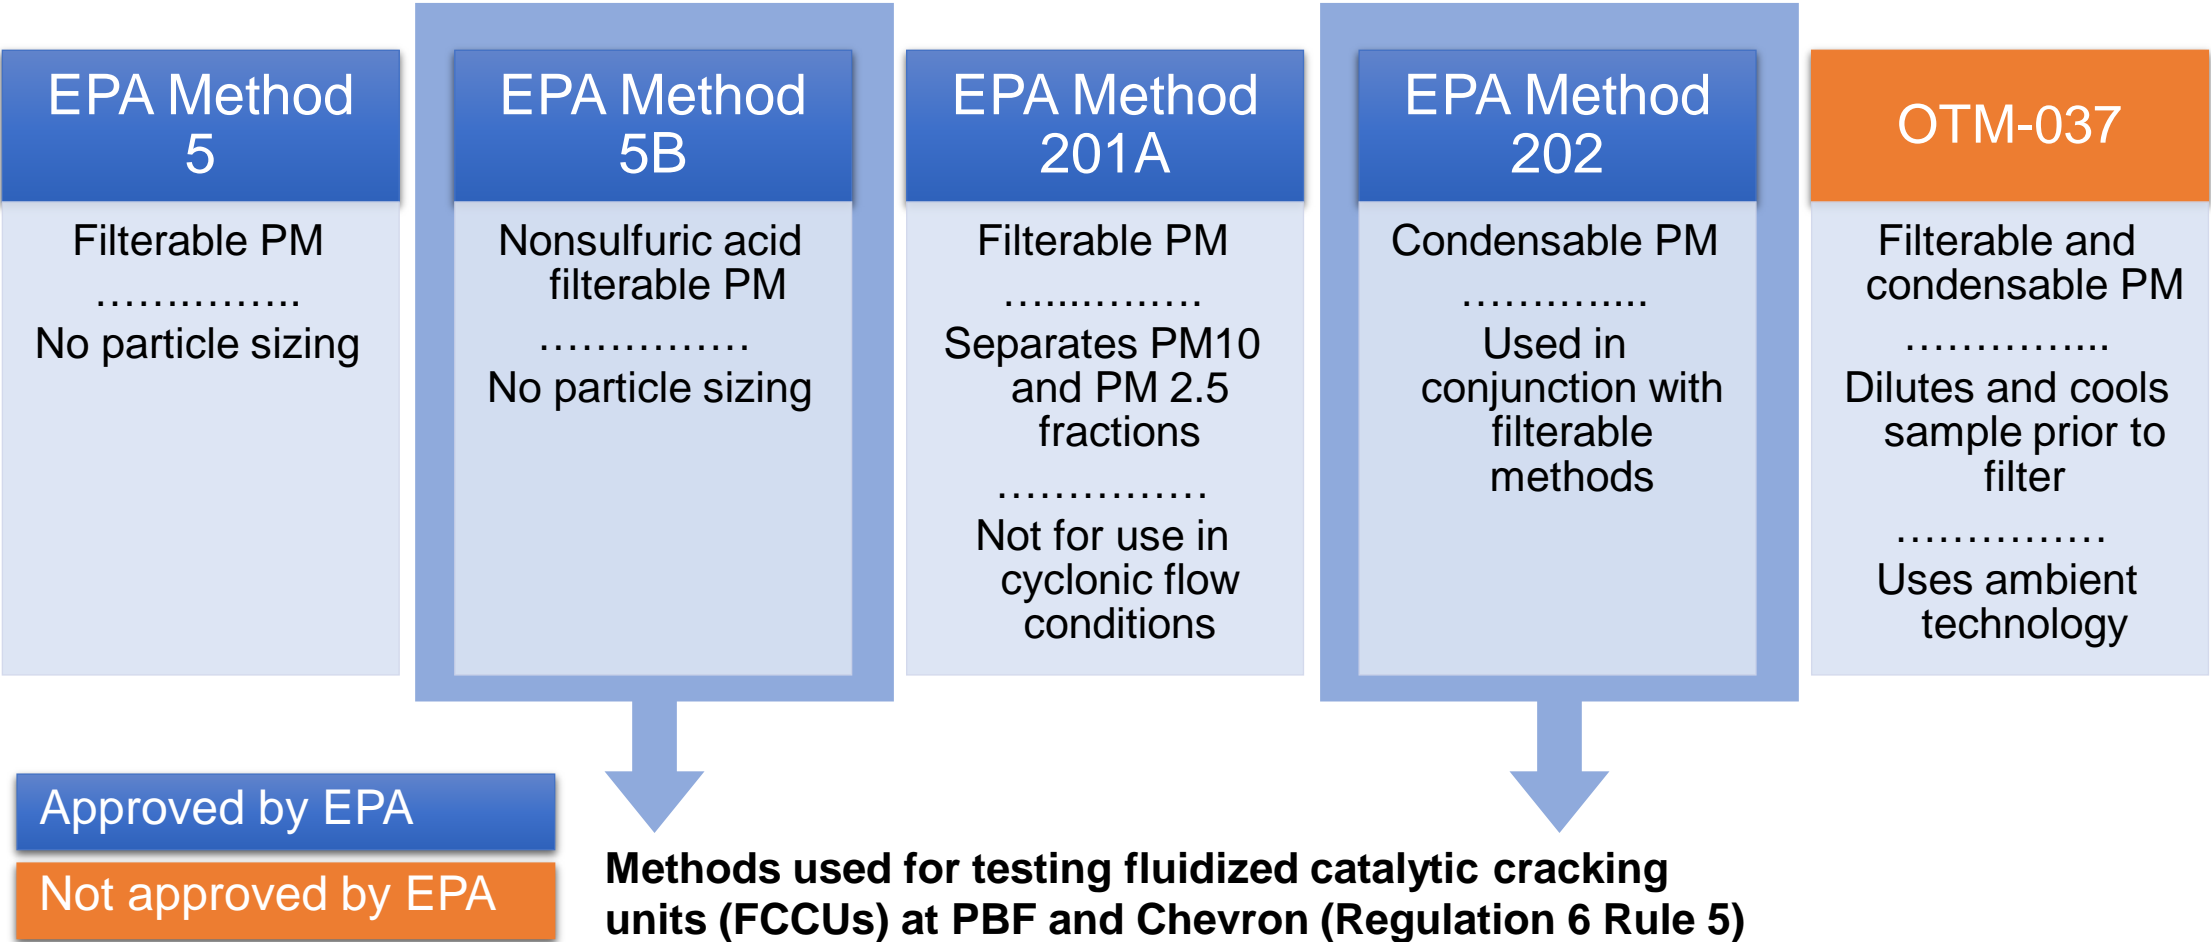 EPA Method
5
Filterable PM
……………..
No particle sizing
EPA Method
5B
Nonsulfuric acid
filterable PM
……………
No particle sizing
EPA Method
201A
Filterable PM
…....……….
Separates PM10
and PM 2.5
fractions
……………
Not for use in
cyclonic flow
conditions
EPA Method
202
Condensable PM
…………....
Used in
conjunction with
filterable
methods
OTM-037
Filterable and
condensable PM
…………...
Dilutes and cools
sample prior to
filter
……………
Uses ambient
technology
Approved by EPA
Not approved by EPA
Methods used for testing fluidized catalytic cracking
units (FCCUs) at PBF and Chevron (Regulation 6 Rule 5)